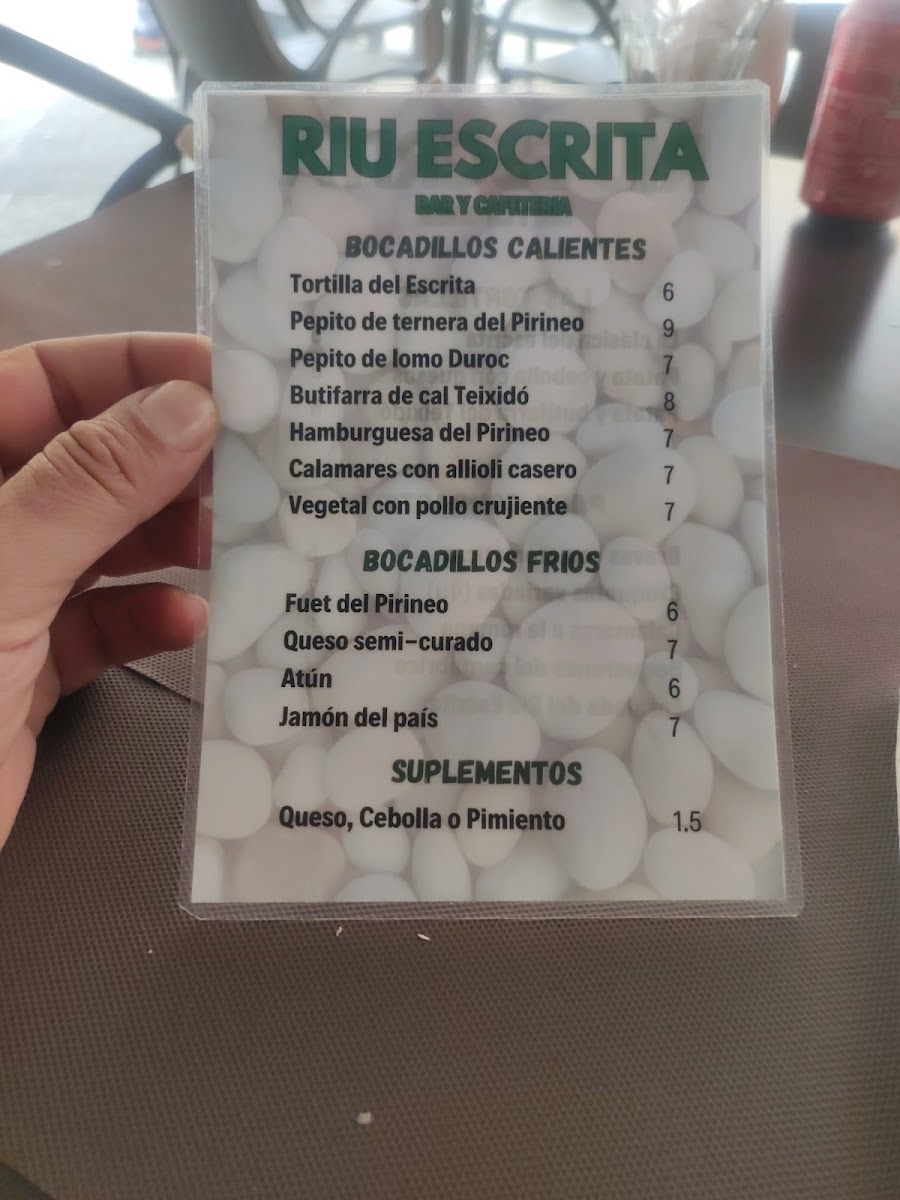 RIU ESCRITA
BAR Y CAFETERIA
BOCADILLOS CALIENTES
Tortilla del Escrita 6
Pepito de ternera del Pirineo 9
Pepito de lomo Duroc 7
Butifarra de cal Teixidó 8
Hamburguesa del Pirineo 7
Calamares con allioli casero 7
Vegetal con pollo crujiente 7
BOCADILLOS FRIOS
Fuet del Pirineo 6
Queso semi-curado 7
Atún 6
Jamón del país 7
SUPLEMENTOS
Queso, Cebolla o Pimiento 1.5